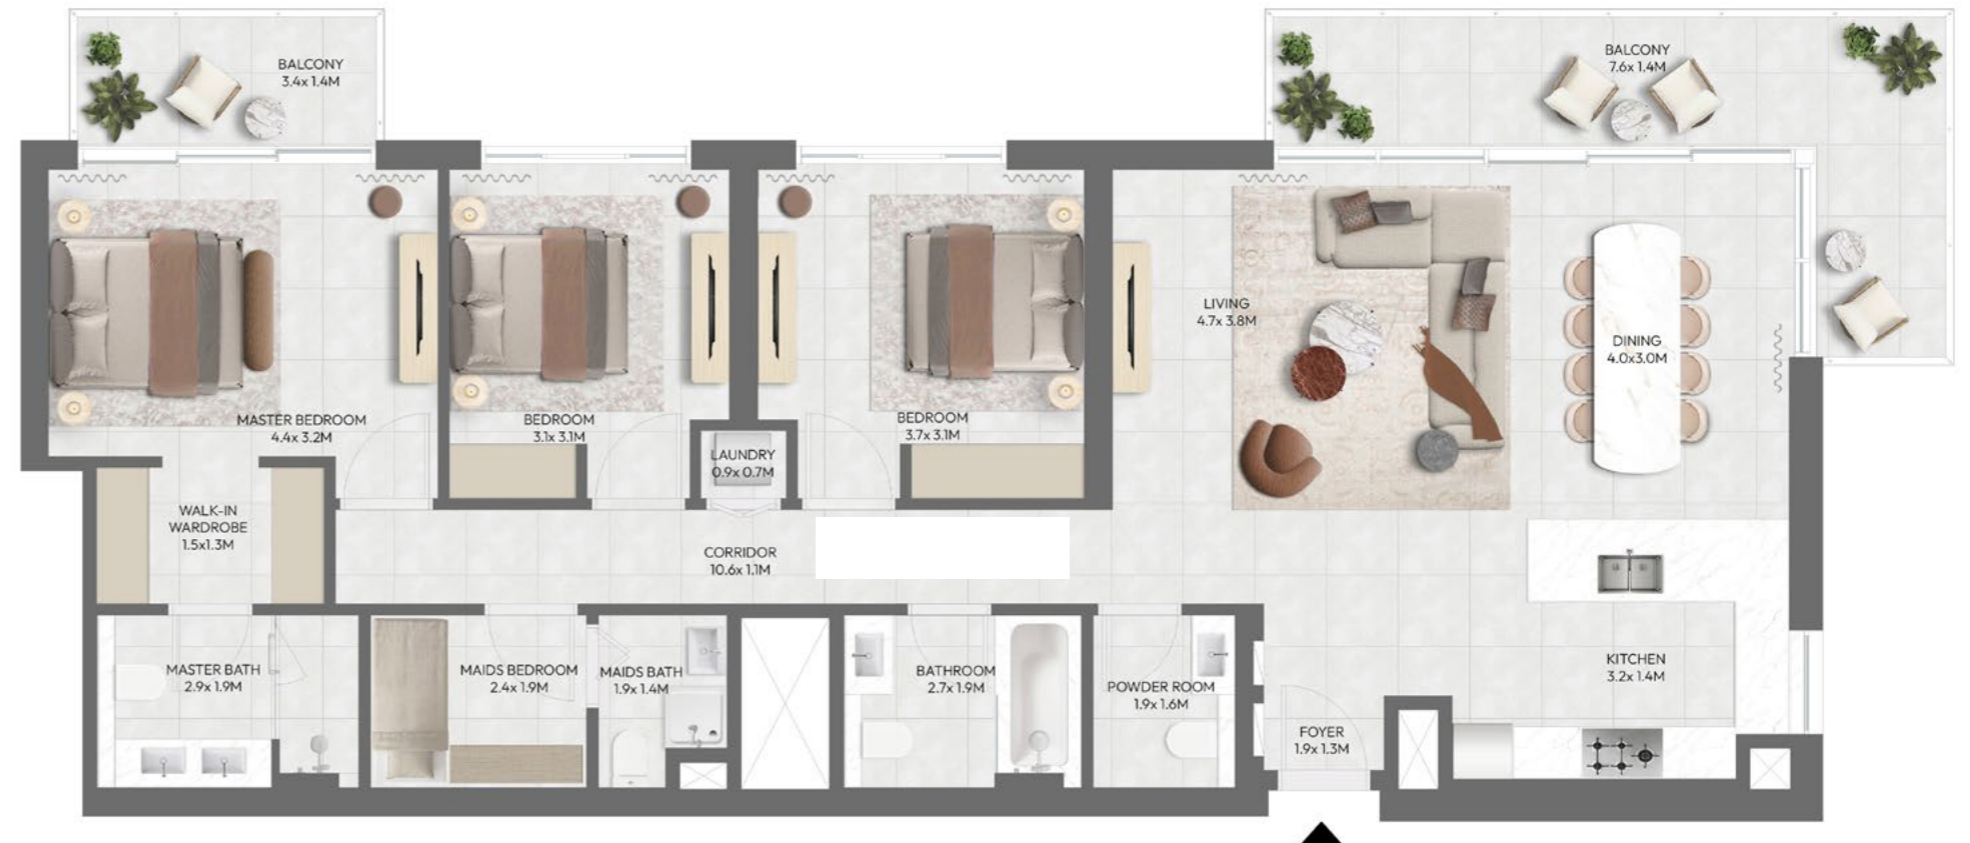 BALCONY
3.4x 1.4M
BALCONY
7.6x 1.4M
LIVING
4.7x 3.8M
DINING
4.0x3.0M
MASTER BEDROOM
4.4x 3.2M
BEDROOM
3.1x 3.1M
BEDROOM
3.7x 3.1M
LAUNDRY
0.9x 0.7M
WALK-IN
WARDROBE
1.5x1.3M
CORRIDOR
10.6x 1.1M
MASTER BATH
2.9x 1.9M
MAIDS BEDROOM
2.4x 1.9M
MAIDS BATH
1.9x 1.4M
BATHROOM
2.7x 1.9M
POWDER ROOM
1.9x 1.6M
FOYER
1.9x 1.3M
KITCHEN
3.2x 1.4M